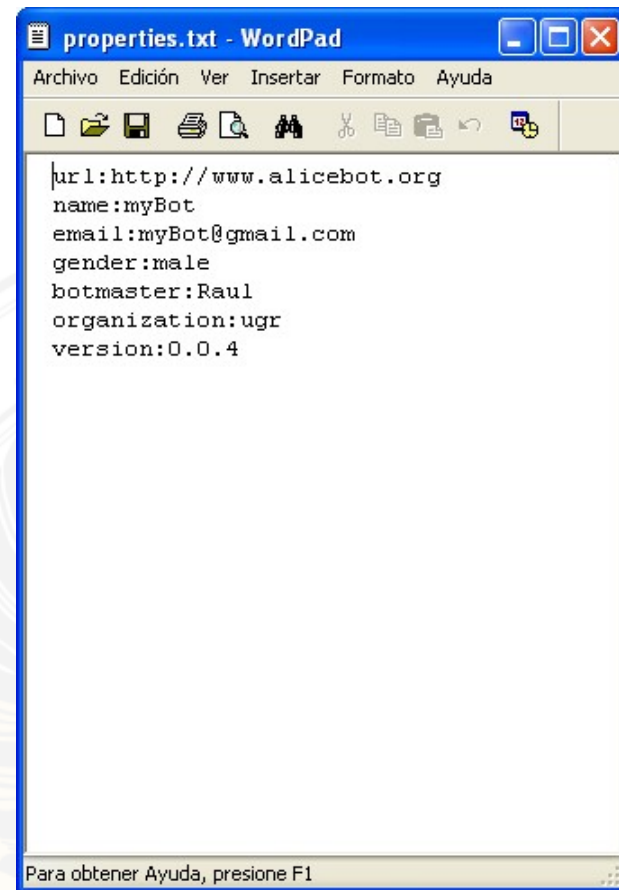 properties.txt - WordPad
Archivo Edición Ver Insertar Formato Ayuda
url:http://www.alicebot.org
name:myBot
email:myBot@gmail.com
gender:male
botmaster:Raul
organization:ugr
version:0.0.4
Para obtener Ayuda, presione F1